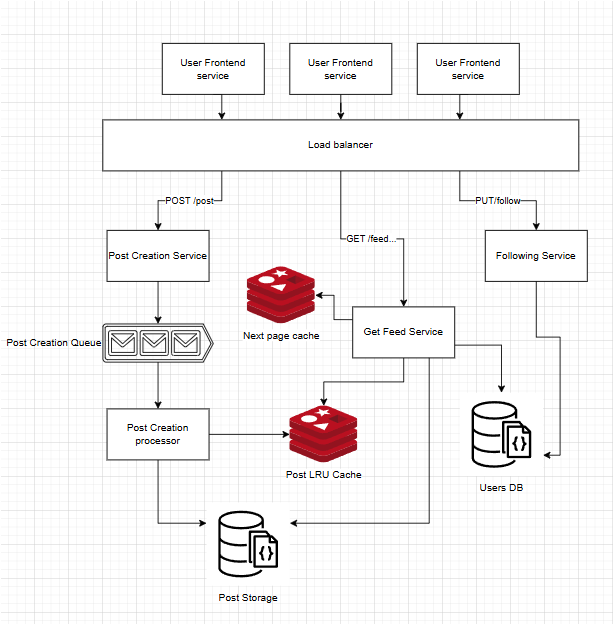 User Frontend
service
User Frontend
service
User Frontend
service
Load balancer
POST /post
GET /feed...
PUT/follow
Post Creation Service
Following Service
Next page cache
Get Feed Service
Post Creation Queue
Post Creation
processor
Post LRU Cache
Users DB
Post Storage